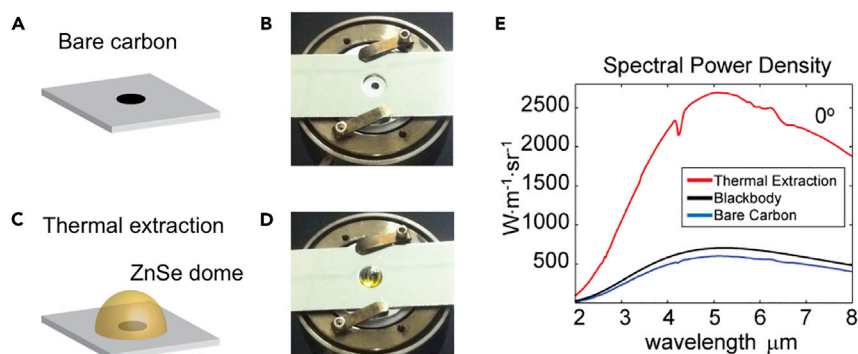 A
Bare carbon
B
C
Thermal extraction
ZnSe dome
D
E
Spectral Power Density
0º
2500
2000
1500
1000
500
W·m⁻¹·sr⁻¹
Thermal Extraction
Blackbody
Bare Carbon
2 3 4 5 6 7 8
wavelength μm